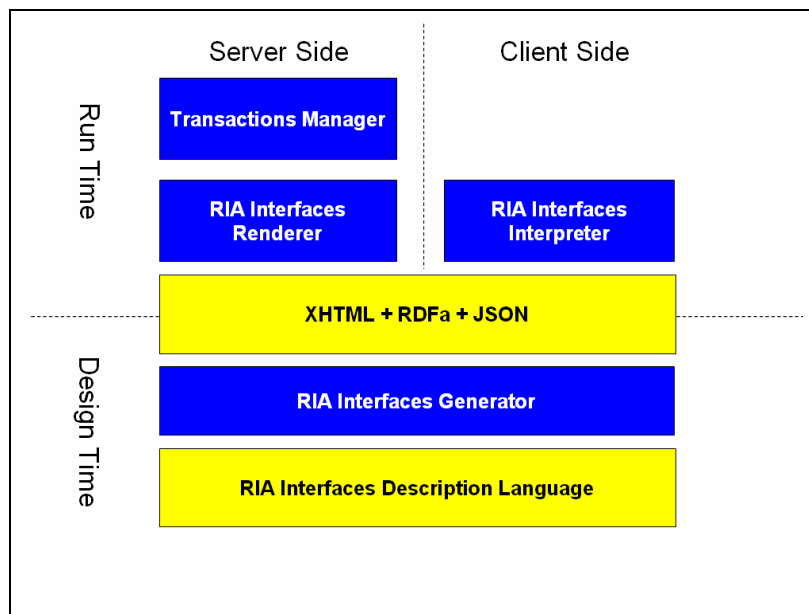 Server Side
Client Side
Run Time
Transactions Manager
RIA Interfaces
Renderer
RIA Interfaces
Interpreter
XHTML + RDFa + JSON
Design Time
RIA Interfaces Generator
RIA Interfaces Description Language